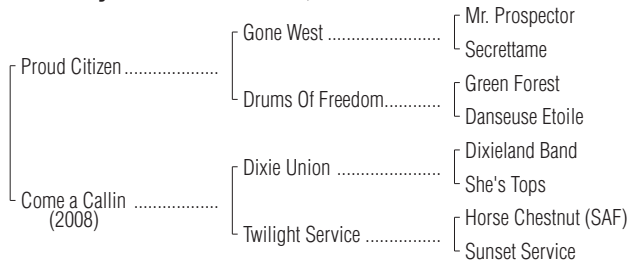 Mr. Prospector
Gone West .....................
Secrettame
Proud Citizen ...................
Green Forest
Drums Of Freedom............
Danseuse Etoile
Dixieland Band
Dixie Union ...................
She's Tops
Come a Callin .................
(2008)
Horse Chestnut (SAF)
Twilight Service ...............
Sunset Service